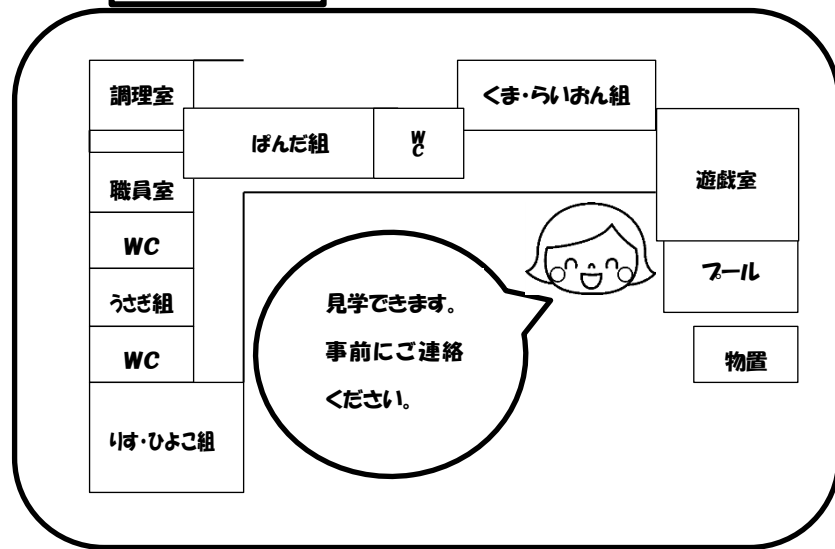 調理室
くま・らいおん組
ぱんだ組
WC
遊戯室
職員室
WC
プール
うさぎ組
見学できます。
事前にご連絡
ください。
WC
物置
りす・ひよこ組